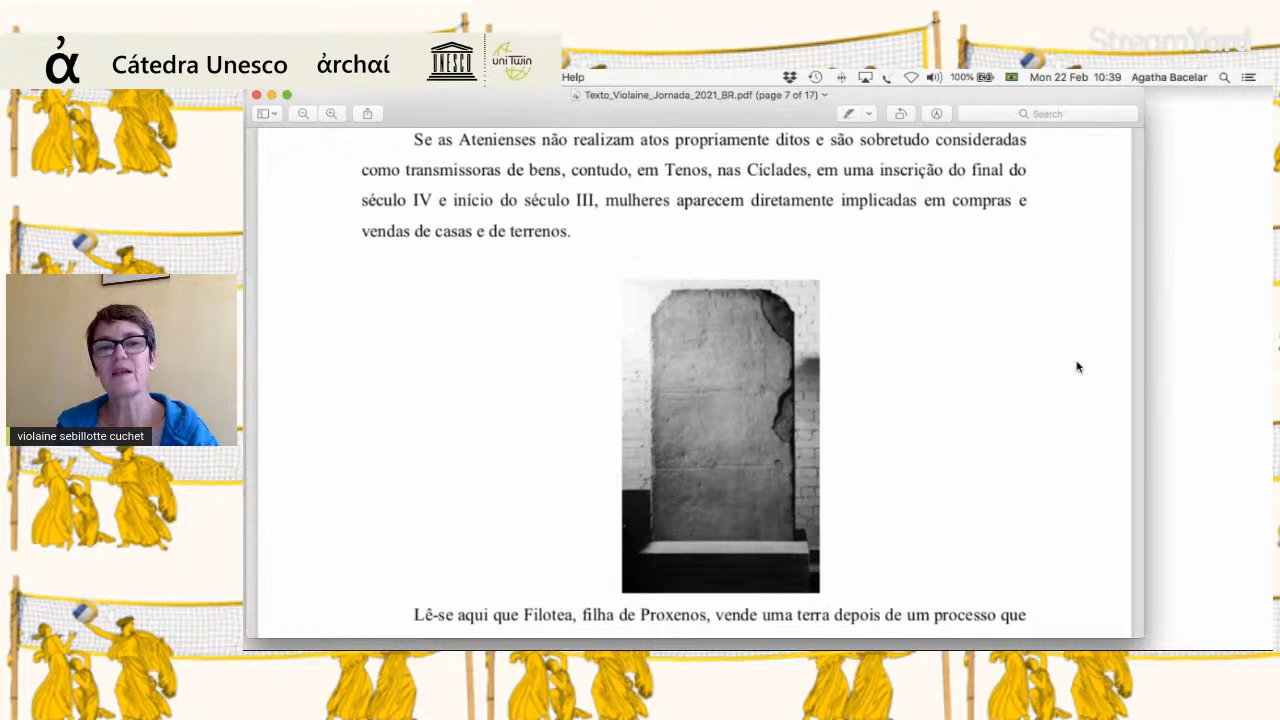 StreamYard
ἀ Cátedra Unesco ἀrchaí UNESCO uniTwin
Help 100% Mon 22 Feb 10:39 Agatha Bacelar
Texto_Violaine_Jornada_2021_BR.pdf (page 7 of 17)
Search
Se as Atenienses não realizam atos propriamente ditos e são sobretudo consideradas
como transmissoras de bens, contudo, em Tenos, nas Cíclades, em uma inscrição do final do
século IV e início do século III, mulheres aparecem diretamente implicadas em compras e
vendas de casas e de terrenos.
violaine sebillotte cuchet
Lê-se aqui que Filotea, filha de Proxenos, vende uma terra depois de um processo que